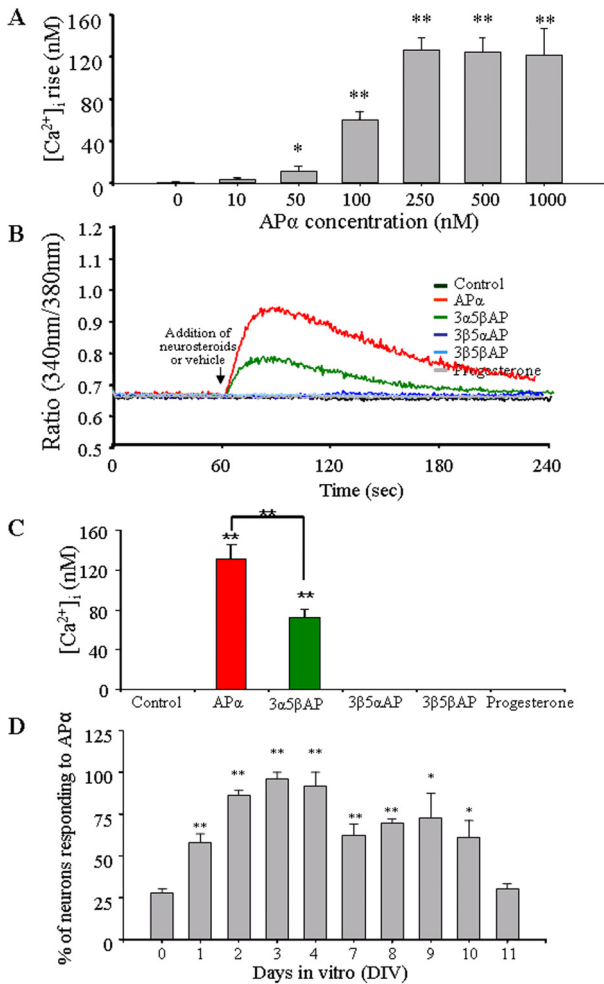 A
[Ca2+]i rise (nM)
160
120
80
40
0
*
**
**
**
**
0 10 50 100 250 500 1000
APα concentration (nM)
B
Ratio (340nm/380nm)
1.2
1.1
1.0
0.9
0.8
0.7
0.6
0.5
Addition of
neurosteroids
or vehicle
Control
APα
3α5βAP
3β5αAP
3β5βAP
Progesterone
0 60 120 180 240
Time (sec)
C
[Ca2+]i (nM)
160
120
80
40
0
**
**
**
Control APα 3α5βAP 3β5αAP 3β5βAP Progesterone
D
% of neurons responding to APα
125
100
75
50
25
0
**
**
**
**
**
**
*
*
0 1 2 3 4 7 8 9 10 11
Days in vitro (DIV)